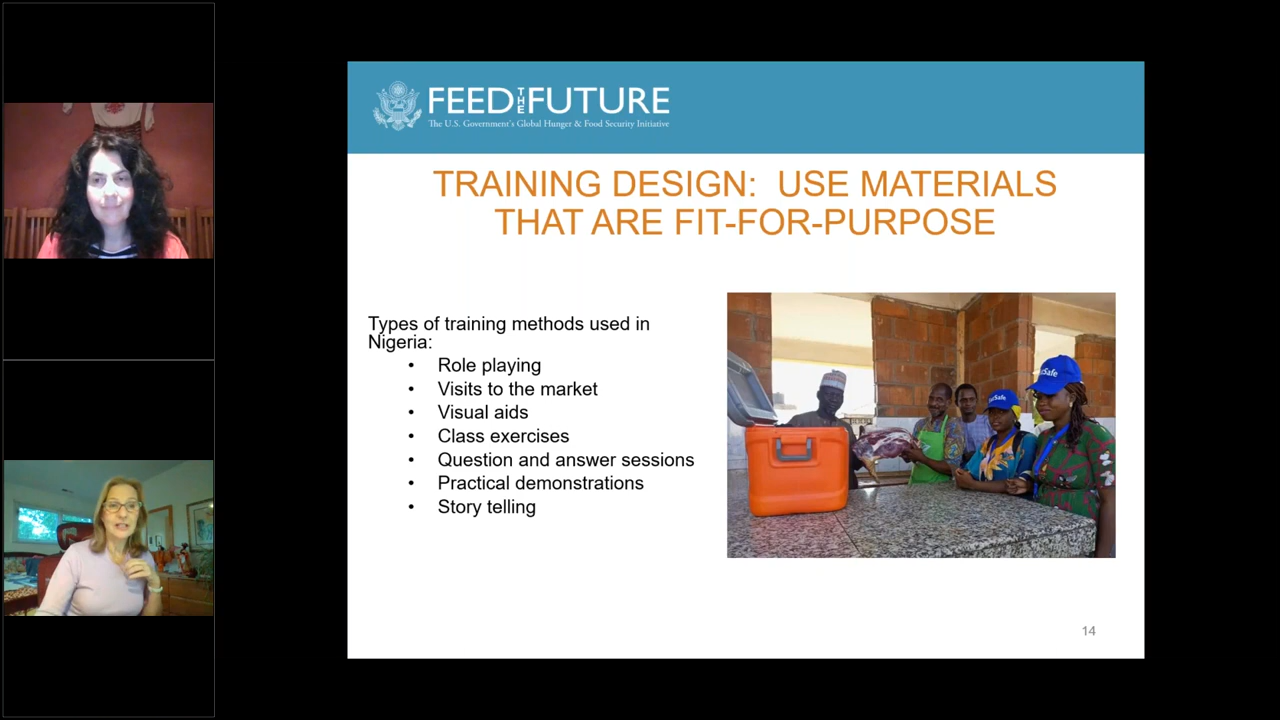 FEED THE FUTURE
The U.S. Government's Global Hunger & Food Security Initiative
TRAINING DESIGN: USE MATERIALS
THAT ARE FIT-FOR-PURPOSE
Types of training methods used in
Nigeria:
• Role playing
• Visits to the market
• Visual aids
• Class exercises
• Question and answer sessions
• Practical demonstrations
• Story telling
14